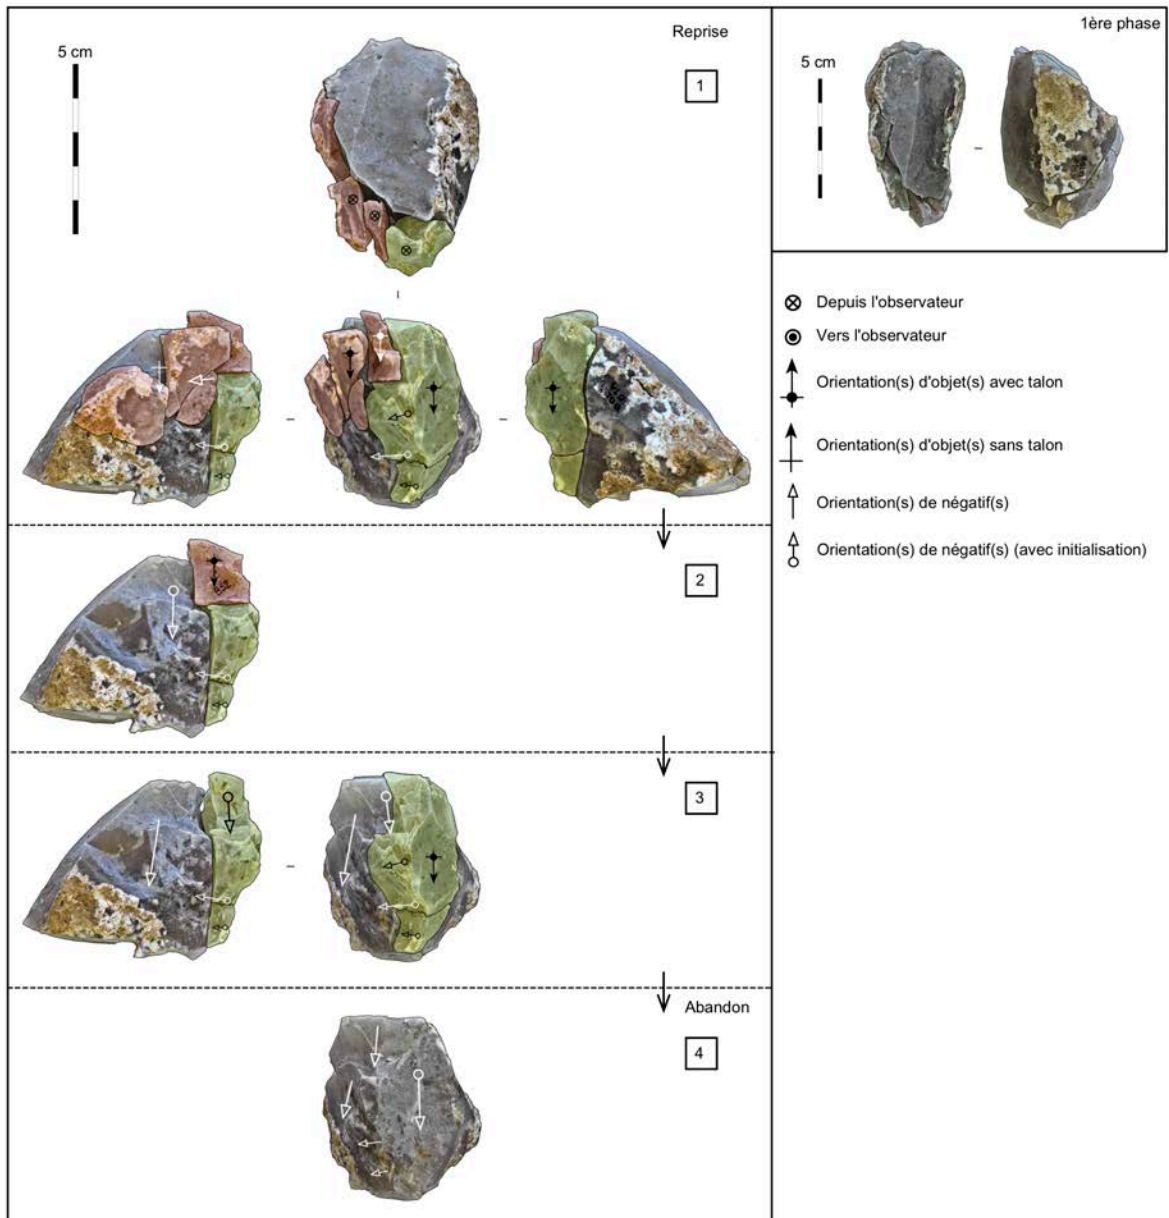 Reprise
5 cm
1
1ère phase
5 cm
Depuis l'observateur
Vers l'observateur
Orientation(s) d'objet(s) avec talon
Orientation(s) d'objet(s) sans talon
Orientation(s) de négatif(s)
Orientation(s) de négatif(s) (avec initialisation)
2
3
Abandon
4